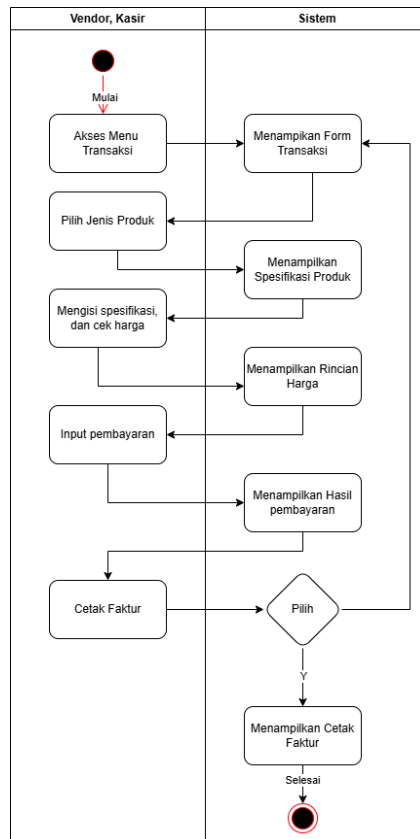 Vendor, Kasir
Sistem
Mulai
Akses Menu
Transaksi
Menampikan Form
Transaksi
Pilih Jenis Produk
Menampilkan
Spesifikasi Produk
Mengisi spesifikasi,
dan cek harga
Menampilkan Rincian
Harga
Input pembayaran
Menampilkan Hasil
pembayaran
Cetak Faktur
Pilih
Y
Menampilkan Cetak
Faktur
Selesai